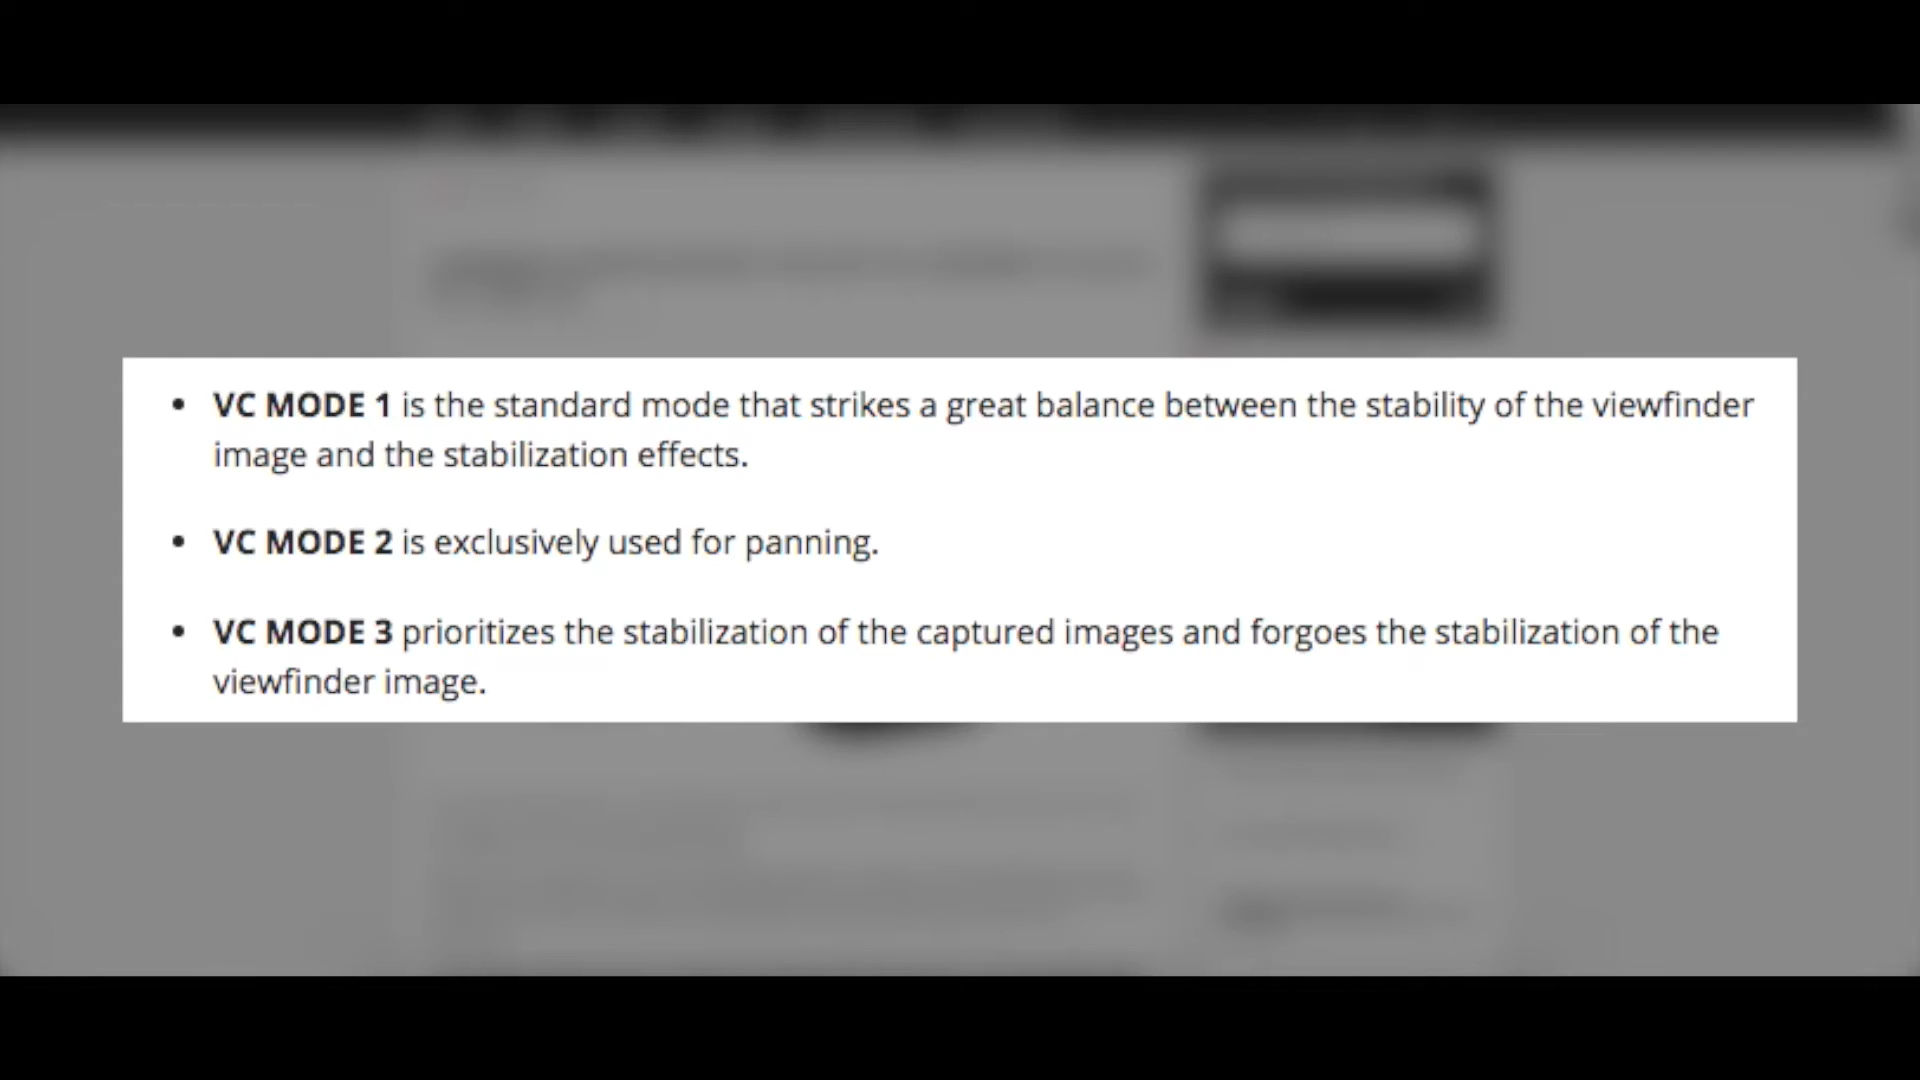 • VC MODE 1 is the standard mode that strikes a great balance between the stability of the viewfinder
image and the stabilization effects.
• VC MODE 2 is exclusively used for panning.
• VC MODE 3 prioritizes the stabilization of the captured images and forgoes the stabilization of the
viewfinder image.